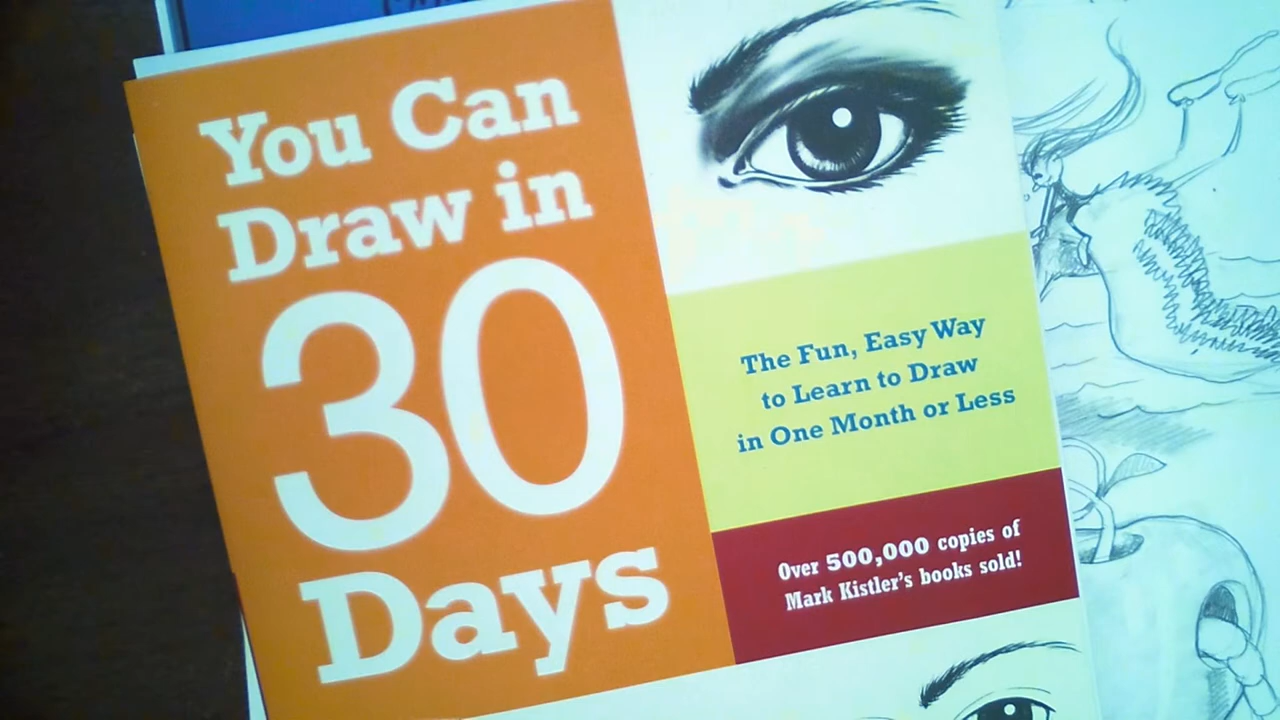 You Can
Draw in
30
Days
The Fun, Easy Way
to Learn to Draw
in One Month or Less
Over 500,000 copies of
Mark Kistler's books sold!